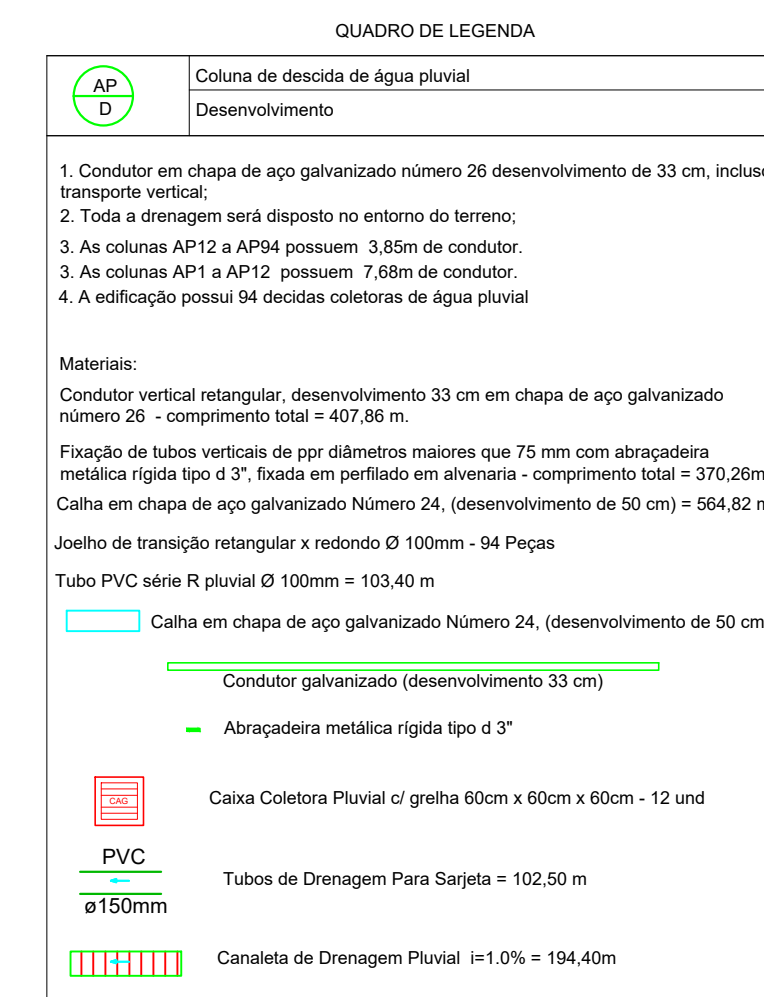 QUADRO DE LEGENDA
AP
D
Coluna de descida de água pluvial
Desenvolvimento
1. Condutor em chapa de aço galvanizado número 26 desenvolvimento de 33 cm, incluso
transporte vertical;
2. Toda a drenagem será disposto no entorno do terreno;
3. As colunas AP12 a AP94 possuem 3,85m de condutor.
3. As colunas AP1 a AP12 possuem 7,68m de condutor.
4. A edificação possui 94 decidas coletoras de água pluvial
Materiais:
Condutor vertical retangular, desenvolvimento 33 cm em chapa de aço galvanizado
número 26 - comprimento total = 407,86 m.
Fixação de tubos verticais de ppr diâmetros maiores que 75 mm com abraçadeira
metálica rígida tipo d 3", fixada em perfilado em alvenaria - comprimento total = 370,26m
Calha em chapa de aço galvanizado Número 24, (desenvolvimento de 50 cm) = 564,82 m
Joelho de transição retangular x redondo Ø 100mm - 94 Peças
Tubo PVC série R pluvial Ø 100mm = 103,40 m
Calha em chapa de aço galvanizado Número 24, (desenvolvimento de 50 cm
Condutor galvanizado (desenvolvimento 33 cm)
Abraçadeira metálica rígida tipo d 3"
CAG
Caixa Coletora Pluvial c/ grelha 60cm x 60cm x 60cm - 12 und
PVC
Tubos de Drenagem Para Sarjeta = 102,50 m
ø150mm
Canaleta de Drenagem Pluvial i=1.0% = 194,40m